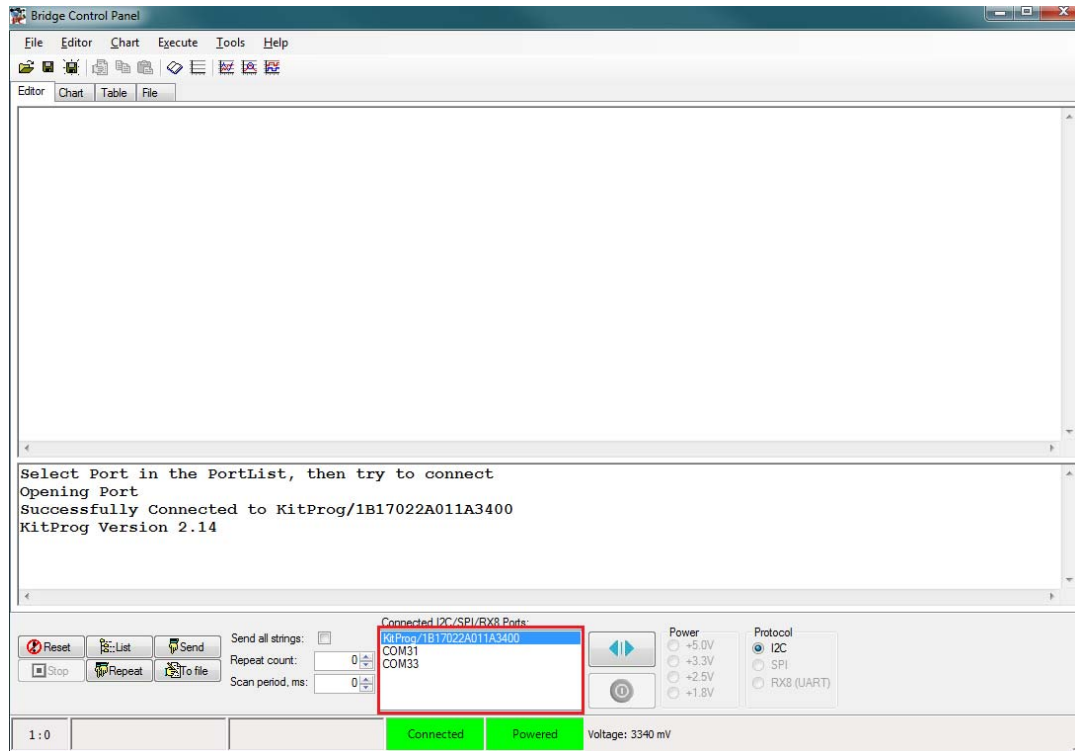 Bridge Control Panel
File Editor Chart Execute Tools Help
Editor Chart Table File
Select Port in the PortList, then try to connect
Opening Port
Successfully Connected to KitProg/1B17022A011A3400
KitProg Version 2.14
Connected I2C/SPI/RX8 Ports:
KitProg/1B17022A011A3400
COM31
COM33
Reset List Send
Stop Repeat To file
Send all strings:
Repeat count: 0
Scan period, ms: 0
Power
+5.0V
+3.3V
+2.5V
+1.8V
Protocol
I2C
SPI
RX8 (UART)
1:0 Connected Powered Voltage: 3340 mV